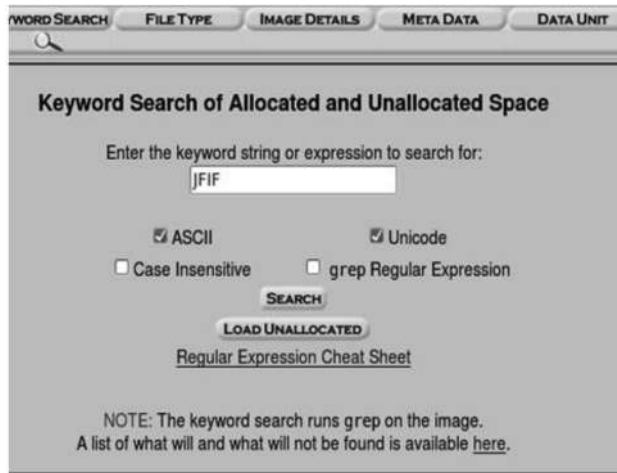 WORD SEARCH FILE TYPE IMAGE DETAILS META DATA DATA UNIT
Keyword Search of Allocated and Unallocated Space
Enter the keyword string or expression to search for:
JFIF
ASCII Unicode
Case Insensitive grep Regular Expression
SEARCH
LOAD UNALLOCATED
Regular Expression Cheat Sheet
NOTE: The keyword search runs grep on the image.
A list of what will and what will not be found is available here.